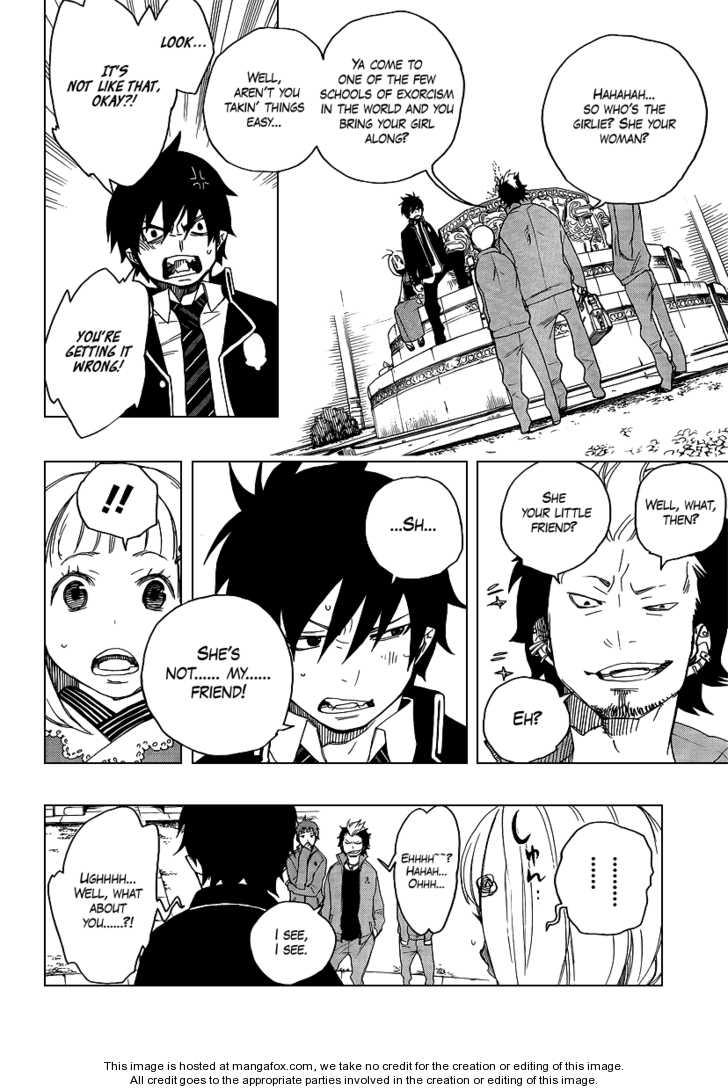 HAHAHAH...
SO WHO'S THE
GIRLIE? SHE YOUR
WOMAN?
YA COME TO
ONE OF THE FEW
SCHOOLS OF EXORCISM
IN THE WORLD AND YOU
BRING YOUR GIRL
ALONG?
WELL,
AREN'T YOU
TAKIN' THINGS
EASY...
LOOK...
IT'S
NOT LIKE THAT,
OKAY?!
YOU'RE
GETTING IT
WRONG!
WELL, WHAT,
THEN?
SHE
YOUR LITTLE
FRIEND?
EH?
...SH...
SHE'S
NOT...... MY......
FRIEND!
!!
......
しゅん…
EHHHH~~?
HAHAH...
OHHH...
I SEE,
I SEE.
UGHHHH...
WELL, WHAT
ABOUT
YOU......?!
This image is hosted at mangafox.com, we take no credit for the creation or editing of this image.
All credit goes to the appropriate parties involved in the creation or editing of this image.